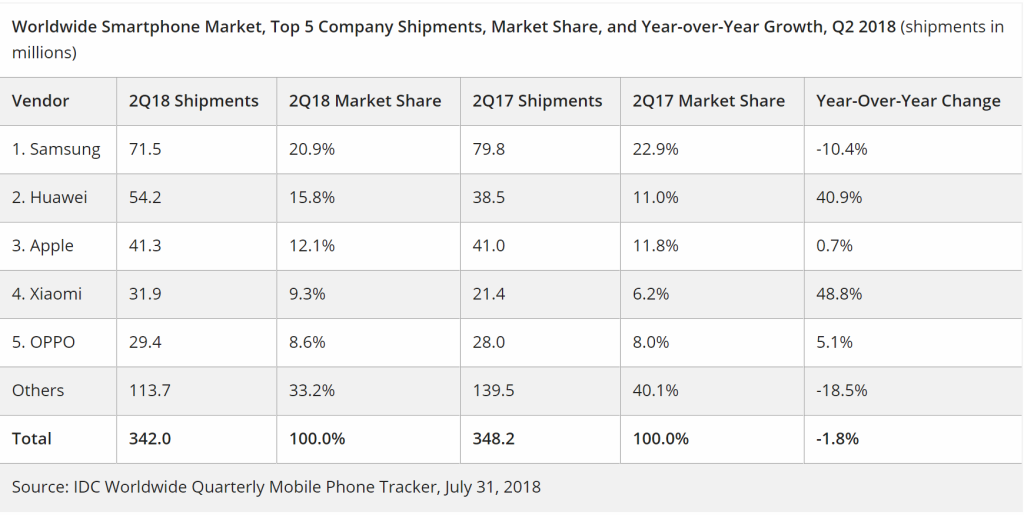 Worldwide Smartphone Market, Top 5 Company Shipments, Market Share, and Year-over-Year Growth, Q2 2018 (shipments in
millions)
Vendor 2Q18 Shipments 2Q18 Market Share 2Q17 Shipments 2Q17 Market Share Year-Over-Year Change
1. Samsung 71.5 20.9% 79.8 22.9% -10.4%
2. Huawei 54.2 15.8% 38.5 11.0% 40.9%
3. Apple 41.3 12.1% 41.0 11.8% 0.7%
4. Xiaomi 31.9 9.3% 21.4 6.2% 48.8%
5. OPPO 29.4 8.6% 28.0 8.0% 5.1%
Others 113.7 33.2% 139.5 40.1% -18.5%
Total 342.0 100.0% 348.2 100.0% -1.8%
Source: IDC Worldwide Quarterly Mobile Phone Tracker, July 31, 2018